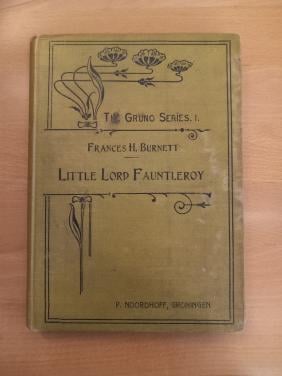 The Gruno Series. I.
Frances H. Burnett
Little Lord Fauntleroy
P. Noordhoff, Groningen